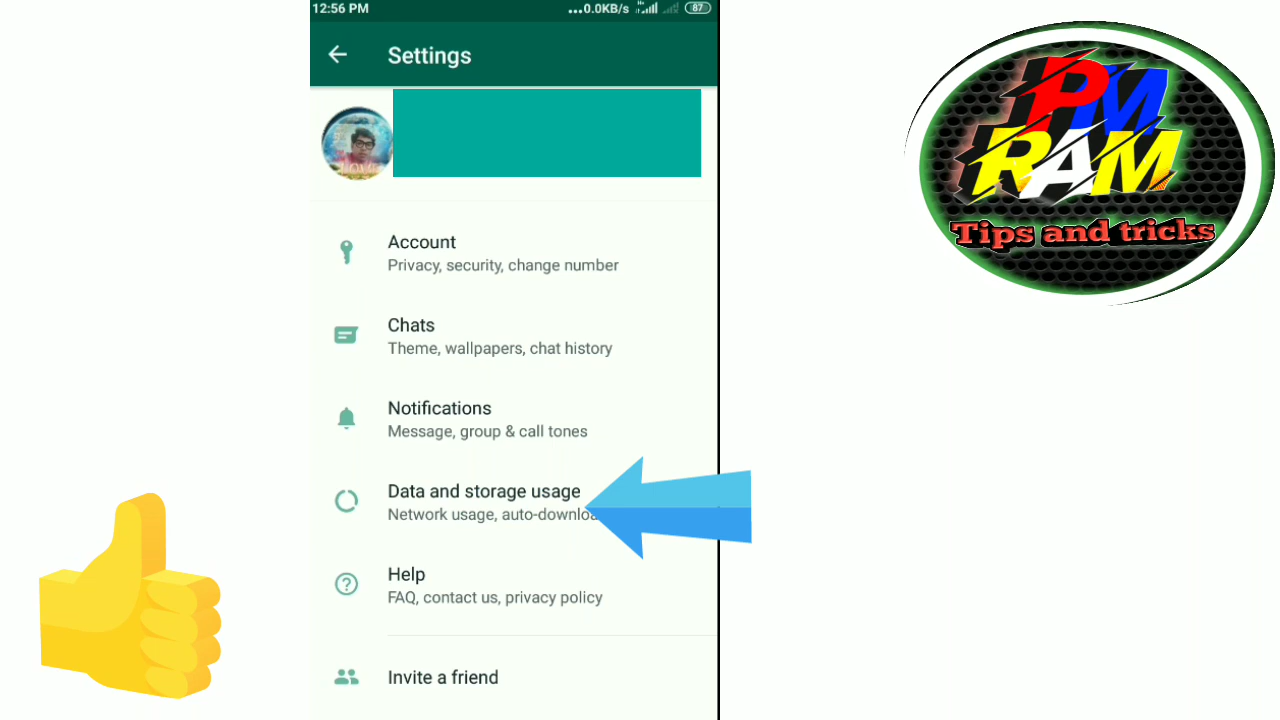 12:56 PM
...0.0KB/s
87
Settings
Account
Privacy, security, change number
Chats
Theme, wallpapers, chat history
Notifications
Message, group & call tones
Data and storage usage
Network usage, auto-downloa
Help
FAQ, contact us, privacy policy
Invite a friend
PM
RAM
Tips and tricks